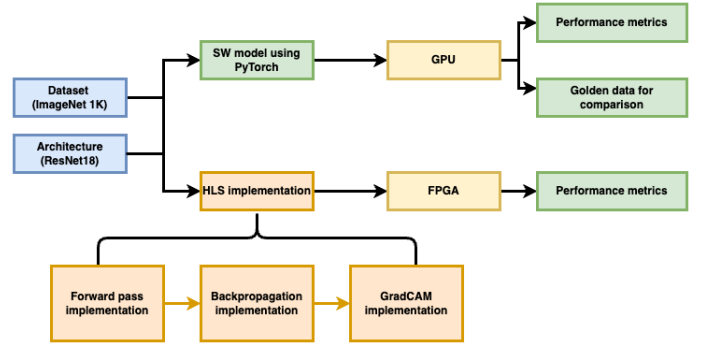 Performance metrics
SW model using
PyTorch
GPU
Dataset
(ImageNet 1K)
Golden data for
comparison
Architecture
(ResNet18)
HLS implementation
FPGA
Performance metrics
Forward pass
implementation
Backpropagation
implementation
GradCAM
implementation